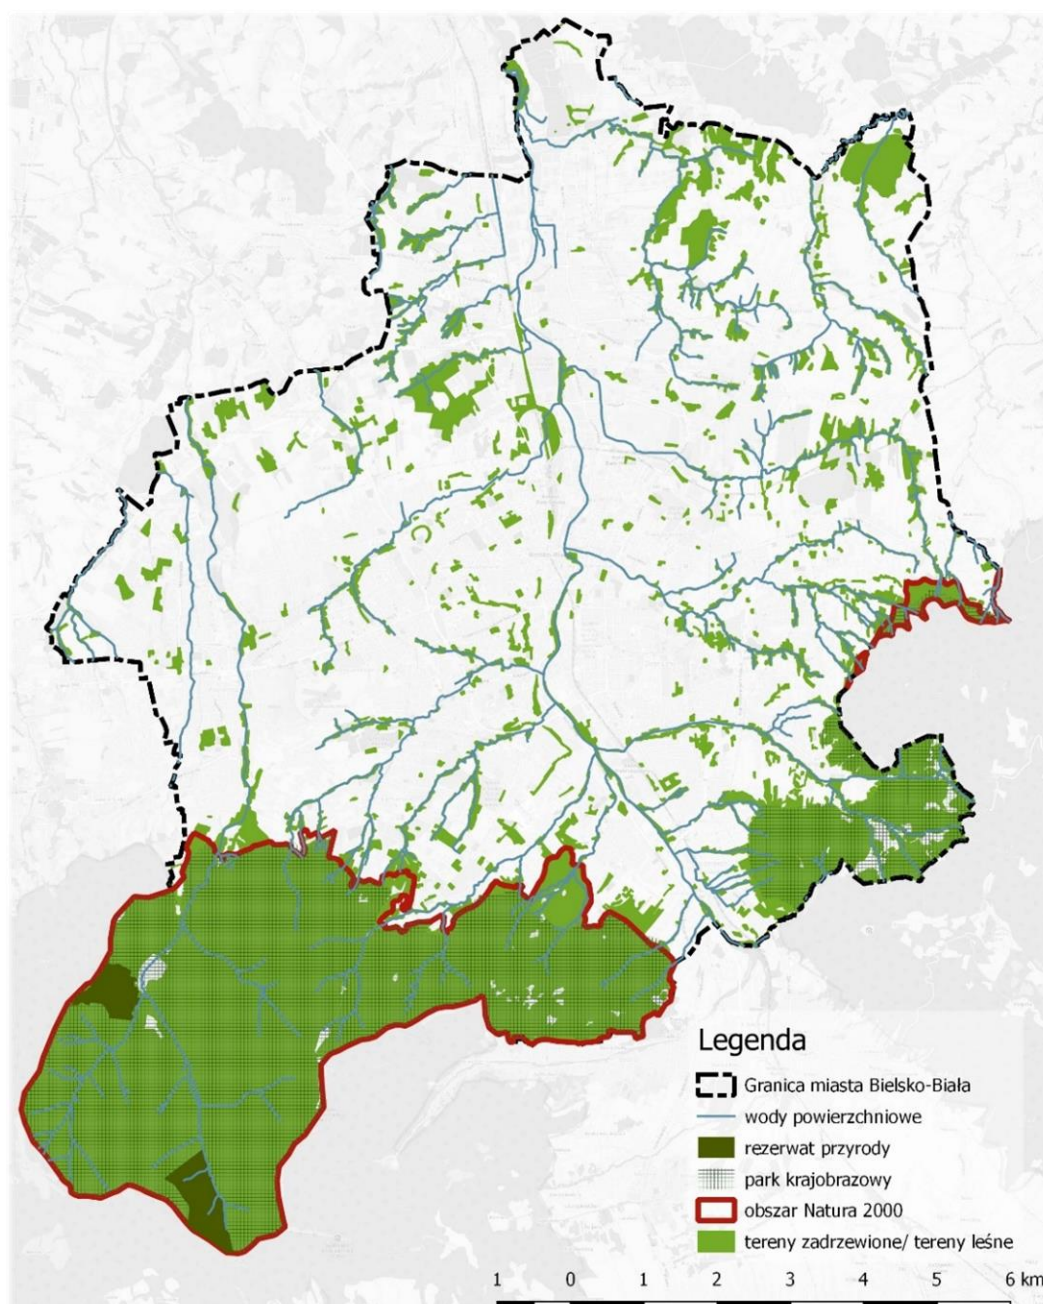 Legenda
Granica miasta Bielsko-Biała
wody powierzchniowe
rezerwat przyrody
park krajobrazowy
obszar Natura 2000
tereny zadrzewione/ tereny leśne
1 0 1 2 3 4 5 6 km